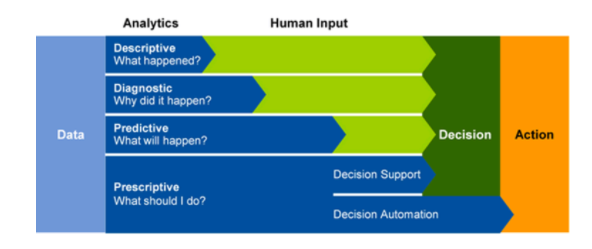 Analytics
Human Input
Descriptive
What happened?
Diagnostic
Why did it happen?
Data
Predictive
What will happen?
Decision
Action
Prescriptive
What should I do?
Decision Support
Decision Automation